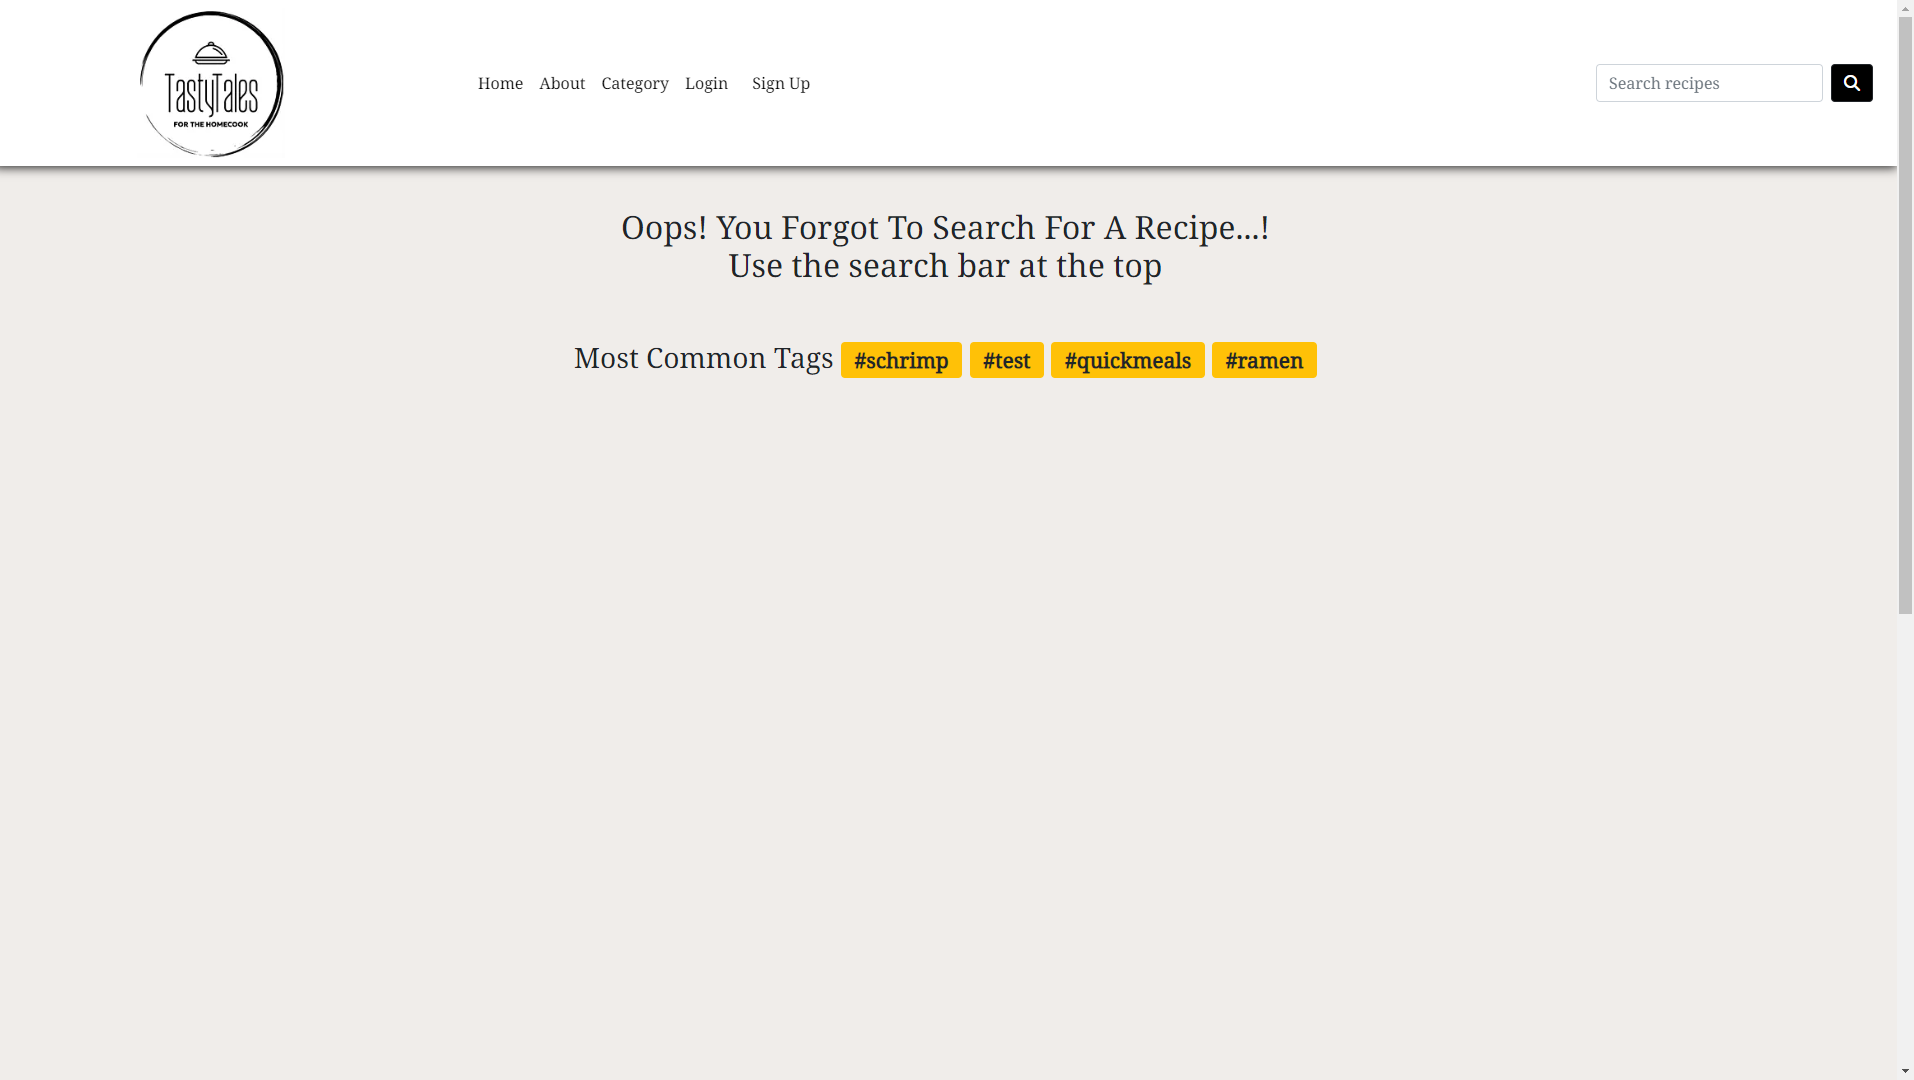 TastyTales
FOR THE HOMECOOK
Home About Category Login Sign Up
Search recipes
Oops! You Forgot To Search For A Recipe...!
Use the search bar at the top
Most Common Tags #schrimp #test #quickmeals #ramen